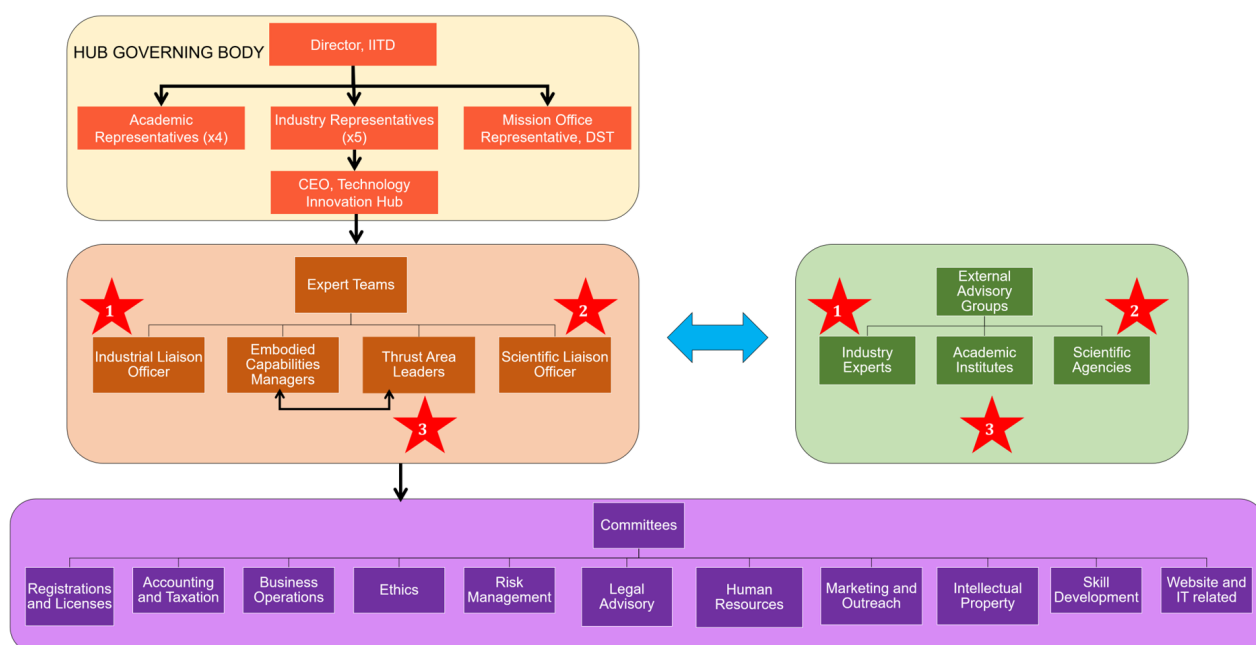 HUB GOVERNING BODY
Director, IITD
Academic
Representatives (x4)
Industry Representatives
(x5)
Mission Office
Representative, DST
CEO, Technology
Innovation Hub
Expert Teams
1
2
Industrial Liaison
Officer
Embodied
Capabilities
Managers
Thrust Area
Leaders
Scientific Liaison
Officer
3
External
Advisory
Groups
1
2
Industry
Experts
Academic
Institutes
Scientific
Agencies
3
Committees
Registrations
and Licenses
Accounting
and Taxation
Business
Operations
Ethics
Risk
Management
Legal
Advisory
Human
Resources
Marketing and
Outreach
Intellectual
Property
Skill
Development
Website and
IT related